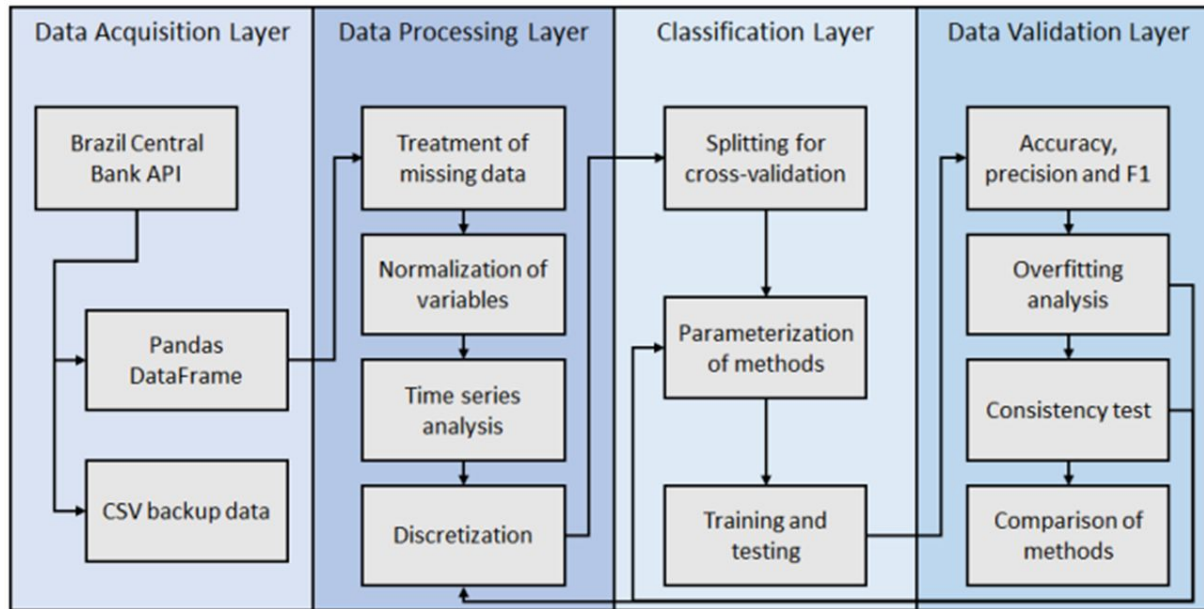 Data Acquisition Layer
Brazil Central
Bank API
Pandas
DataFrame
CSV backup data
Data Processing Layer
Treatment of
missing data
Normalization of
variables
Time series
analysis
Discretization
Classification Layer
Splitting for
cross-validation
Parameterization
of methods
Training and
testing
Data Validation Layer
Accuracy,
precision and F1
Overfitting
analysis
Consistency test
Comparison of
methods